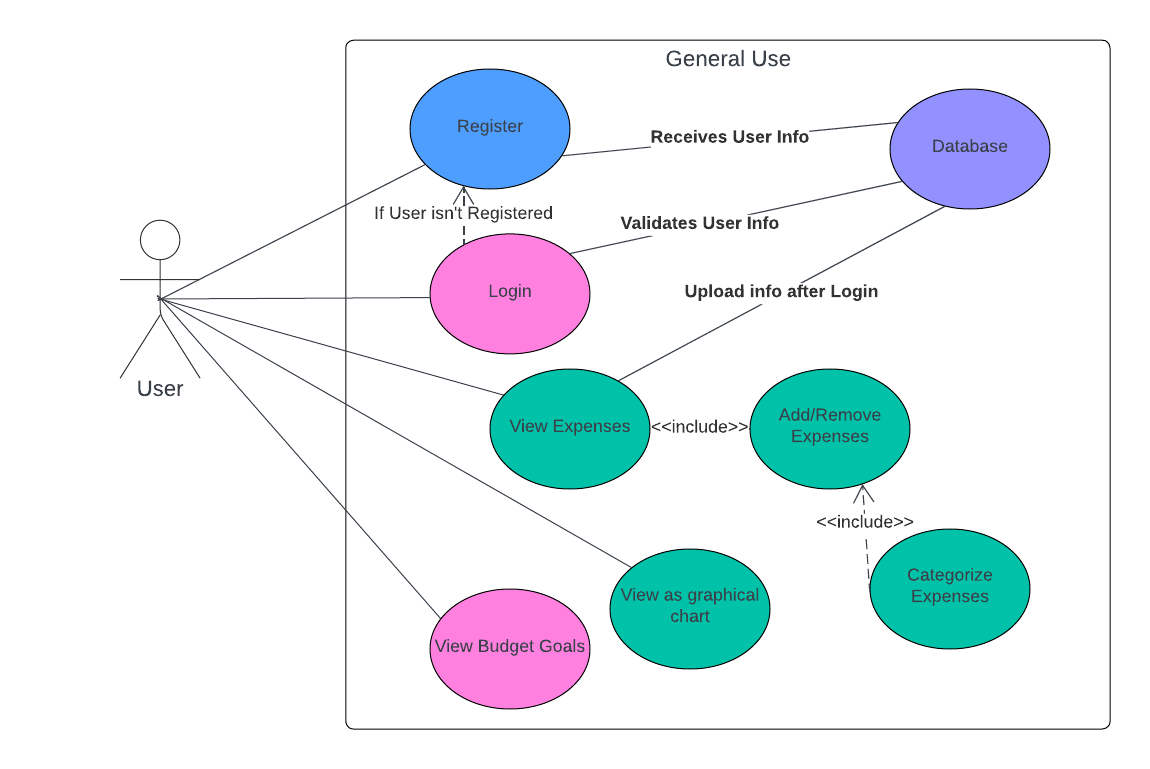 General Use
Register
Receives User Info
Database
If User isn't Registered
Validates User Info
Login
Upload info after Login
User
View Expenses
<<include>>
Add/Remove
Expenses
<<include>>
Categorize
Expenses
View as graphical
chart
View Budget Goals